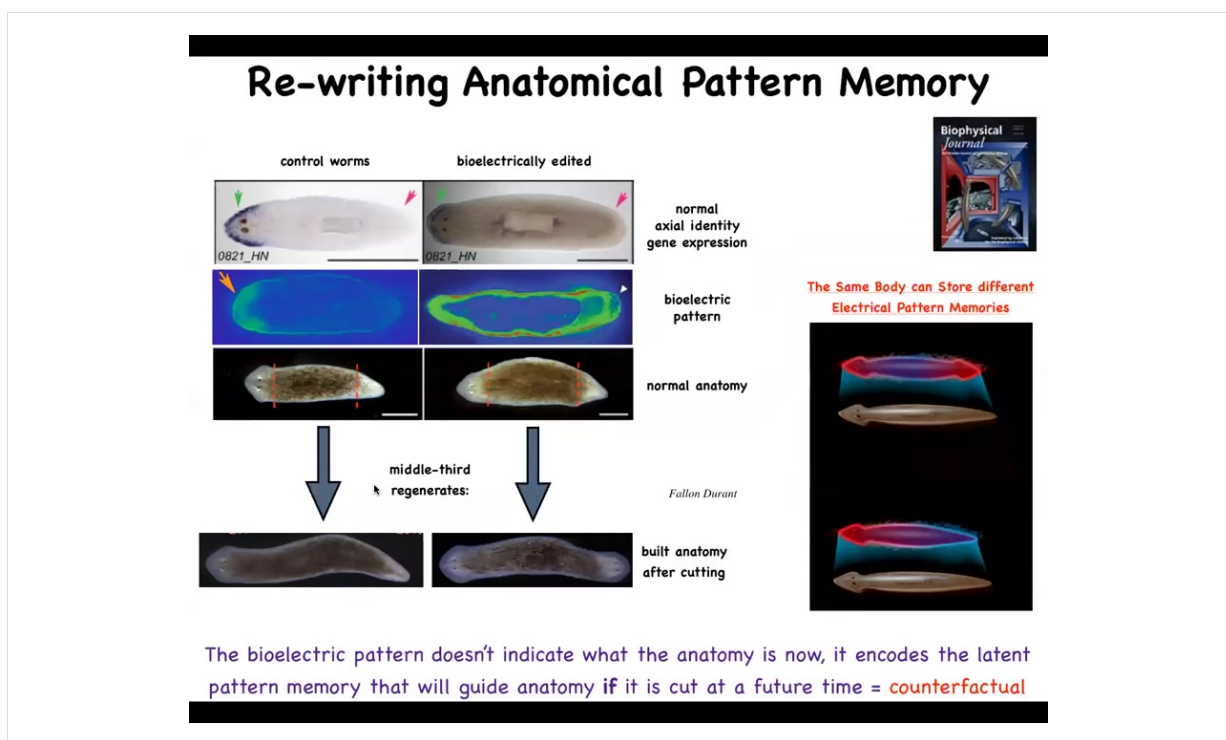 Re-writing Anatomical Pattern Memory
control worms
bioelectrically edited
0821_HN
0821_HN
normal
axial identity
gene expression
bioelectric
pattern
normal anatomy
middle-third
regenerates:
Fallon Durant
built anatomy
after cutting
Biophysical
Journal
The Same Body can Store different
Electrical Pattern Memories
The bioelectric pattern doesn't indicate what the anatomy is now, it encodes the latent
pattern memory that will guide anatomy if it is cut at a future time = counterfactual